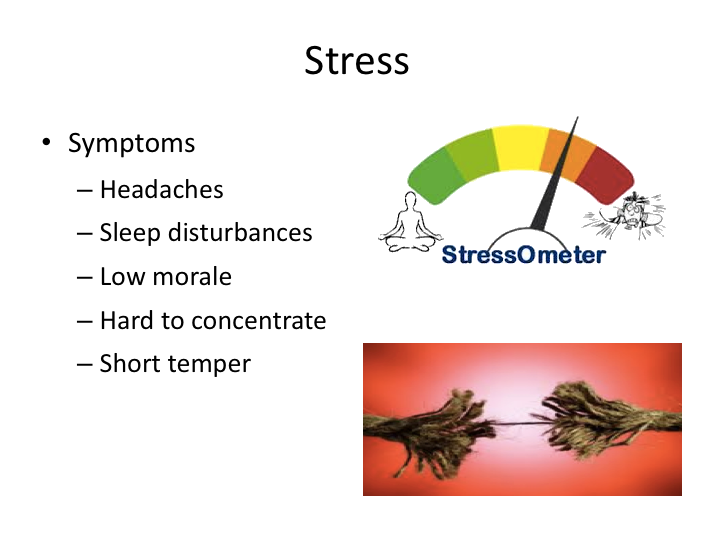 Stress
• Symptoms
– Headaches
– Sleep disturbances
– Low morale
– Hard to concentrate
– Short temper
StressOmeter